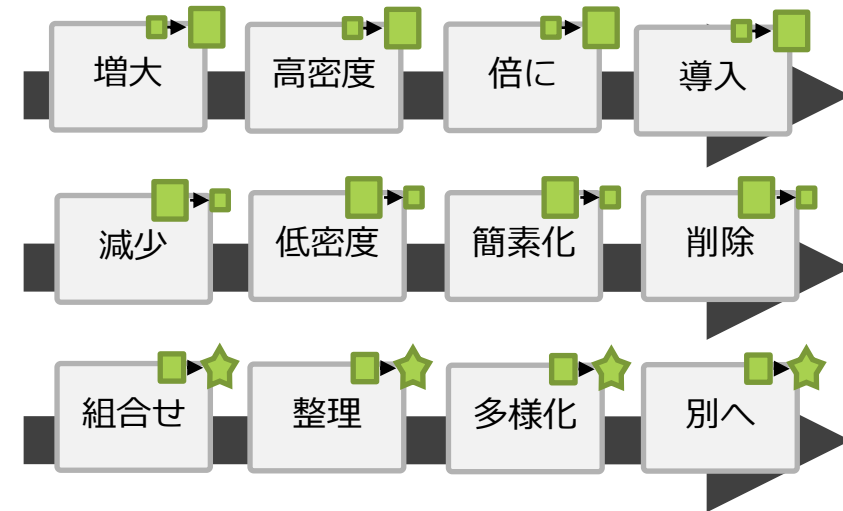 増大
高密度
倍に
導入
減少
低密度
簡素化
削除
組合せ
整理
多様化
別へ